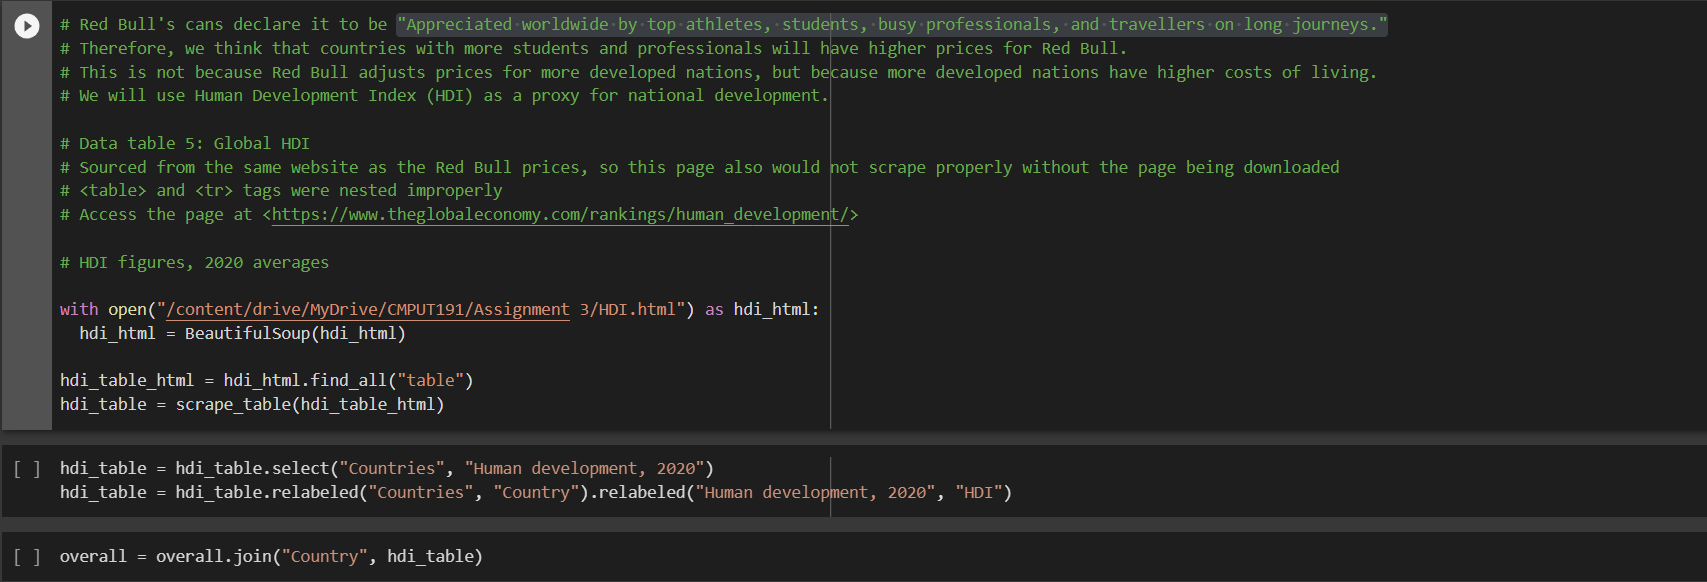 # Red Bull's cans declare it to be "Appreciated worldwide by top athletes, students, busy professionals, and travellers on long journeys."
# Therefore, we think that countries with more students and professionals will have higher prices for Red Bull.
# This is not because Red Bull adjusts prices for more developed nations, but because more developed nations have higher costs of living.
# We will use Human Development Index (HDI) as a proxy for national development.
# Data table 5: Global HDI
# Sourced from the same website as the Red Bull prices, so this page also would not scrape properly without the page being downloaded
# <table> and <tr> tags were nested improperly
# Access the page at <https://www.theglobaleconomy.com/rankings/human_development/>
# HDI figures, 2020 averages
with open("/content/drive/MyDrive/CMPUT191/Assignment 3/HDI.html") as hdi_html:
  hdi_html = BeautifulSoup(hdi_html)
hdi_table_html = hdi_html.find_all("table")
hdi_table = scrape_table(hdi_table_html)
[ ] hdi_table = hdi_table.select("Countries", "Human development, 2020")
hdi_table = hdi_table.relabeled("Countries", "Country").relabeled("Human development, 2020", "HDI")
[ ] overall = overall.join("Country", hdi_table)